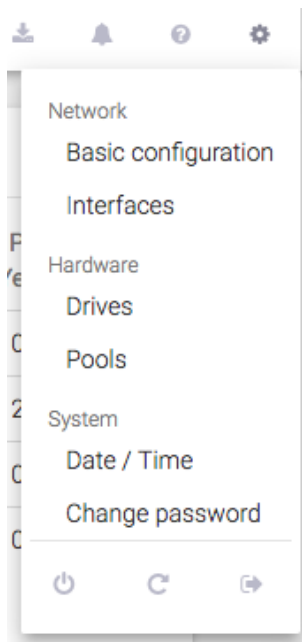 Network
Basic configuration
Interfaces
Hardware
Drives
Pools
System
Date / Time
Change password